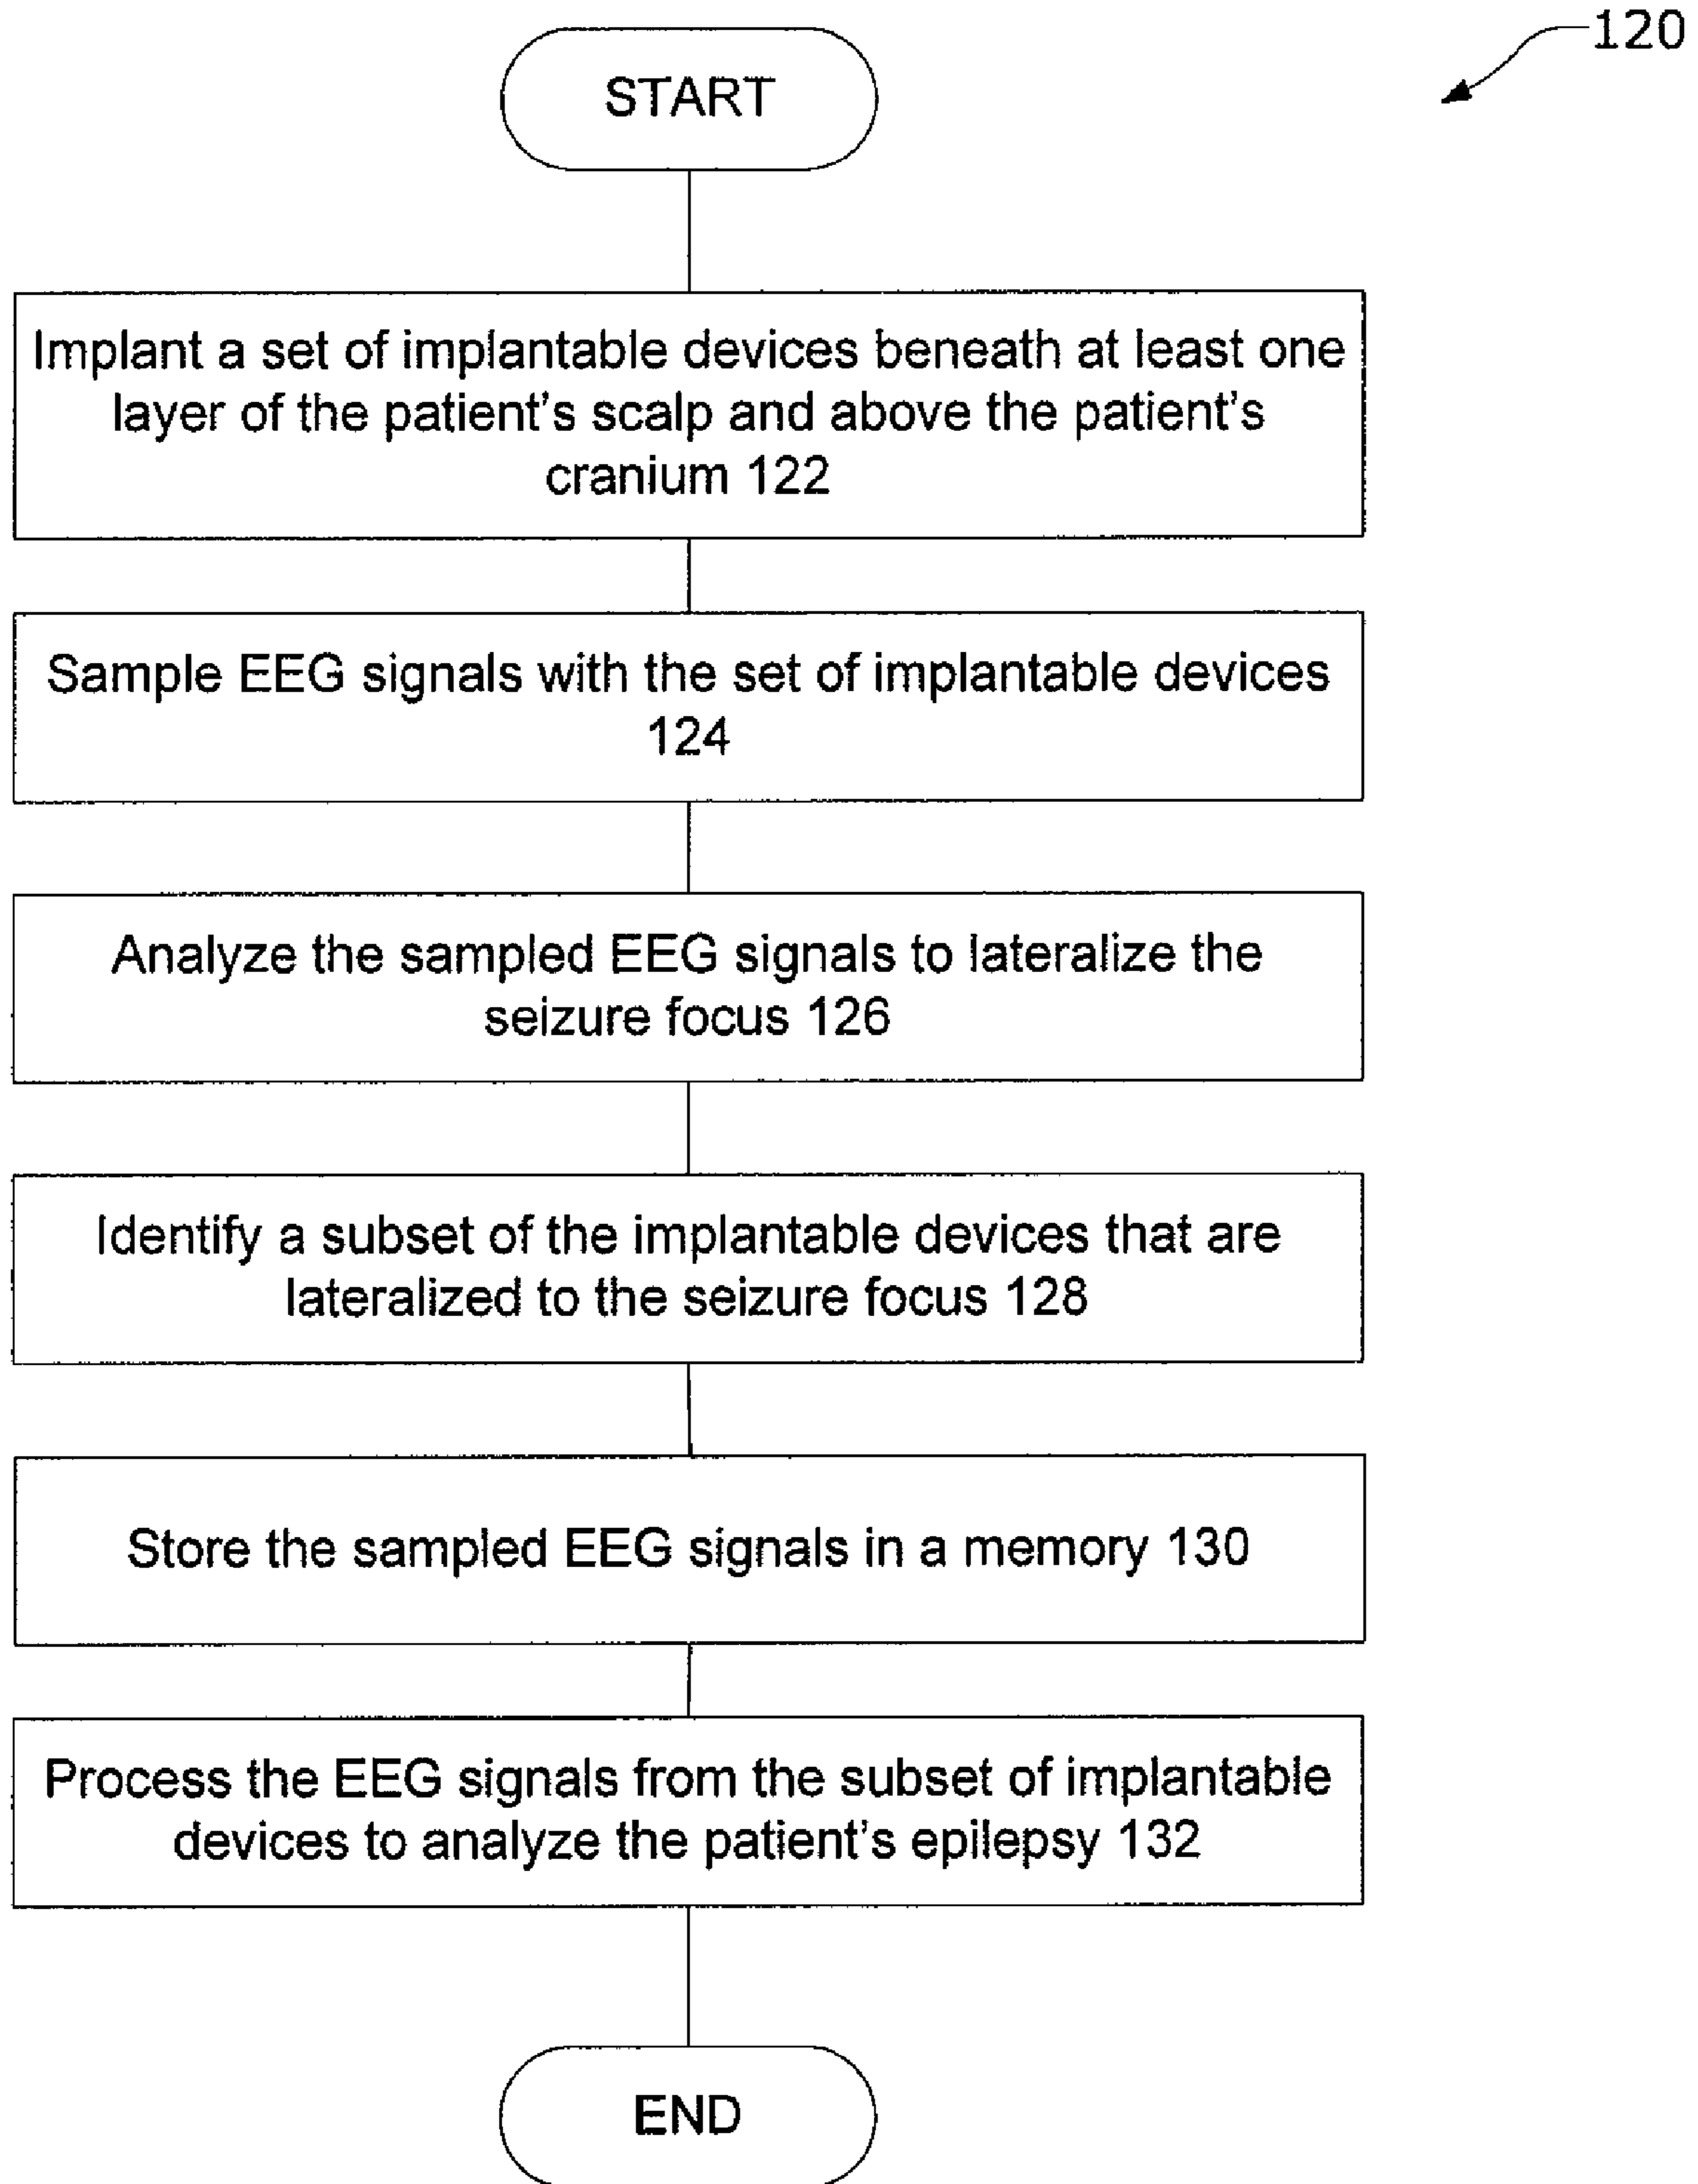 120
START
Implant a set of implantable devices beneath at least one
layer of the patient's scalp and above the patient's
cranium 122
Sample EEG signals with the set of implantable devices
124
Analyze the sampled EEG signals to lateralize the
seizure focus 126
Identify a subset of the implantable devices that are
lateralized to the seizure focus 128
Store the sampled EEG signals in a memory 130
Process the EEG signals from the subset of implantable
devices to analyze the patient's epilepsy 132
END